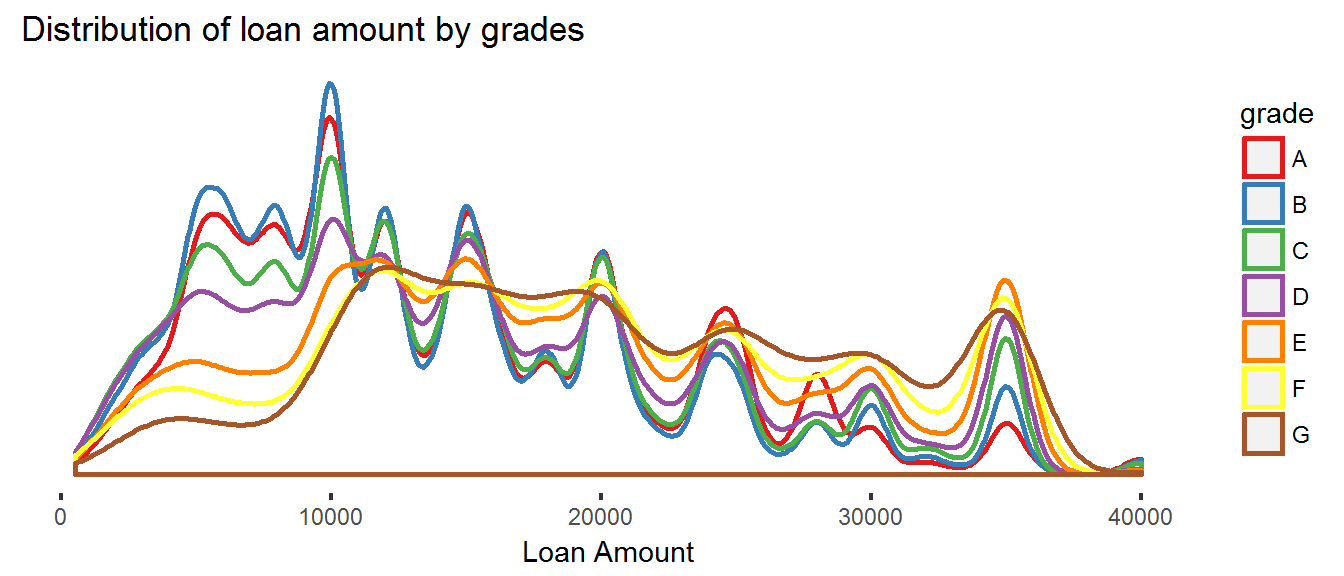 Distribution of loan amount by grades
grade
A
B
C
D
E
F
G
0 10000 20000 30000 40000
Loan Amount